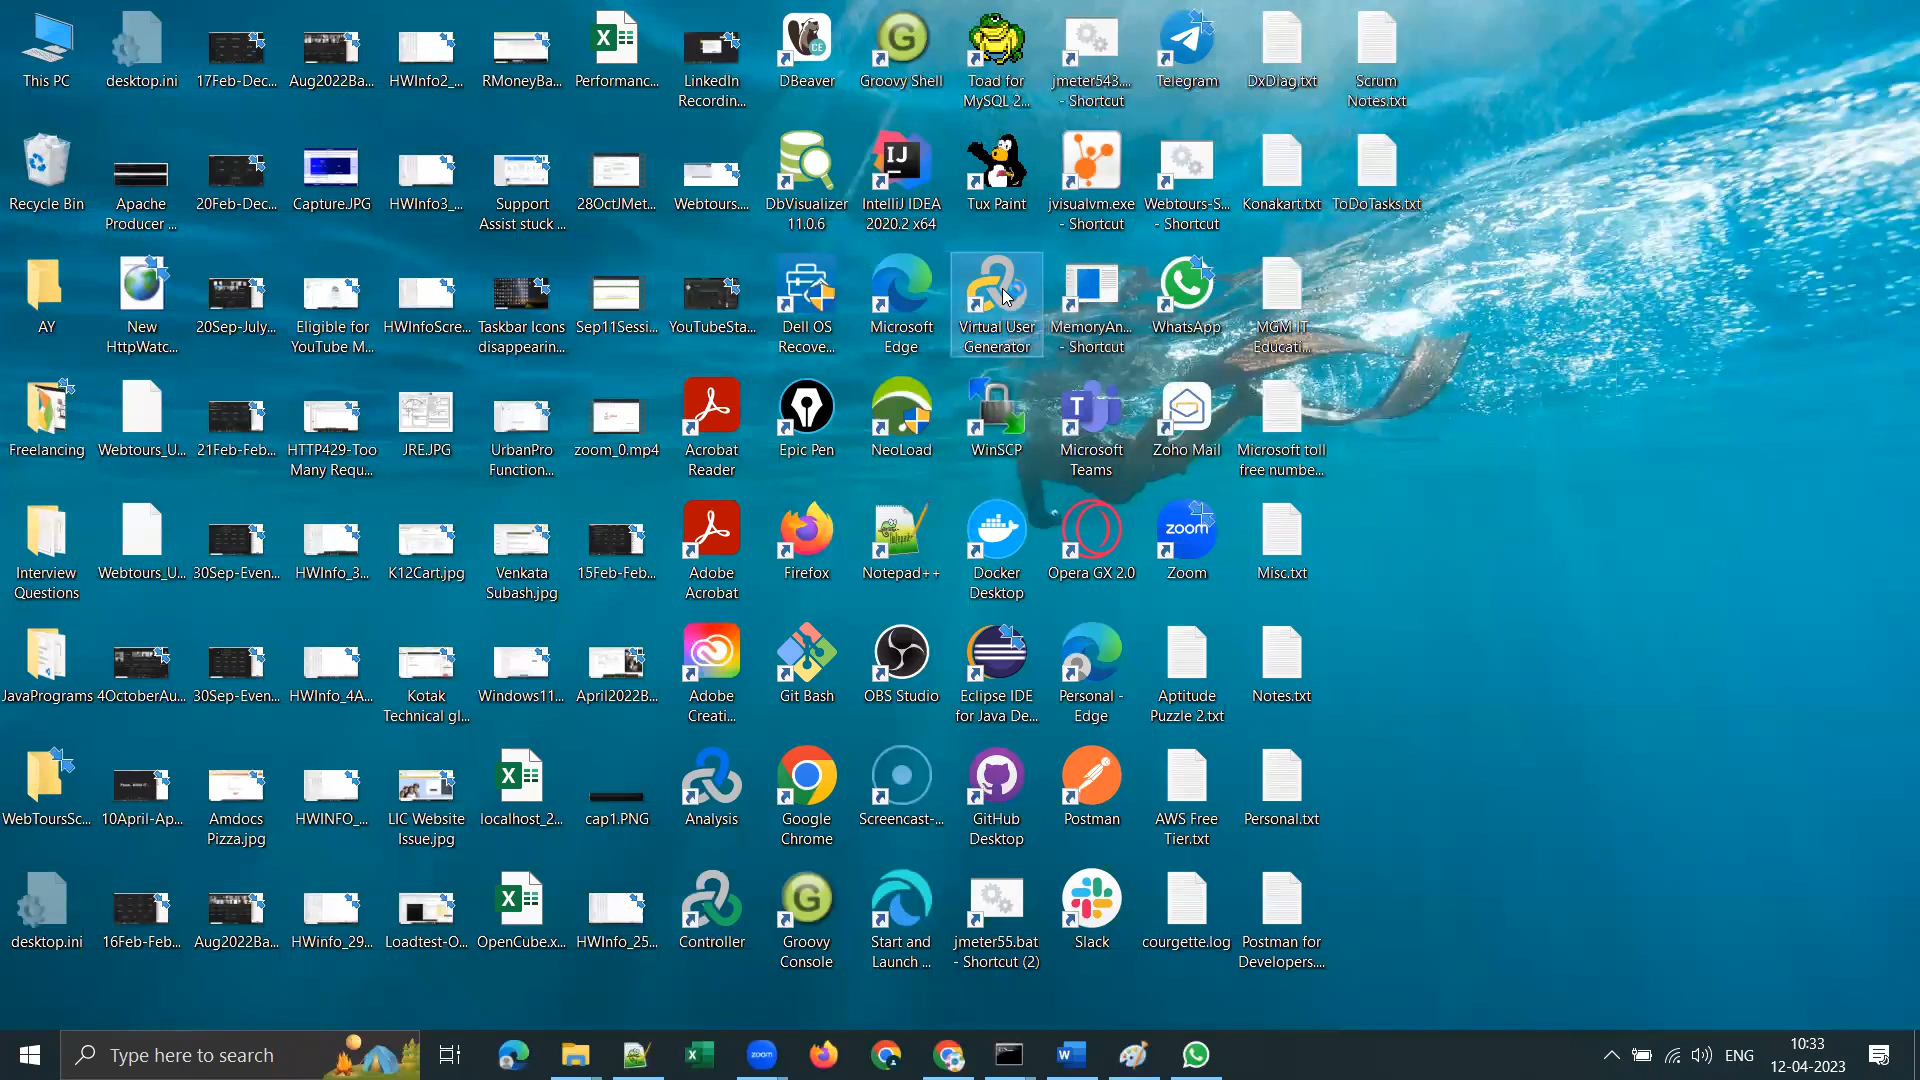 This PC
desktop.ini
17Feb-Dec...
Aug2022Ba...
HWInfo2_...
RMoneyBa...
Performanc...
LinkedIn
Recordin...
DBeaver
Groovy Shell
Toad for
MySQL 2...
jmeter543....
- Shortcut
Telegram
DxDiag.txt
Scrum
Notes.txt
Recycle Bin
Apache
Producer ...
20Feb-Dec...
Capture.JPG
HWInfo3_...
Support
Assist stuck ...
28OctJMet...
Webtours....
DbVisualizer
11.0.6
IntelliJ IDEA
2020.2 x64
Tux Paint
jvisualvm.exe
- Shortcut
Webtours-S...
- Shortcut
Konakart.txt
ToDoTasks.txt
AY
New
HttpWatc...
20Sep-July...
Eligible for
YouTube M...
HWInfoScre...
Taskbar Icons
disappearin...
Sep11Sessi...
YouTubeSta...
Dell OS
Recove...
Microsoft
Edge
Virtual User
Generator
MemoryAn...
- Shortcut
WhatsApp
MGM IT
Educati...
Freelancing
Webtours_U...
21Feb-Feb...
HTTP429-Too
Many Requ...
JRE.JPG
UrbanPro
Function...
zoom_0.mp4
Acrobat
Reader
Epic Pen
NeoLoad
WinSCP
Microsoft
Teams
Zoho Mail
Microsoft toll
free numbe...
Interview
Questions
Webtours_U...
30Sep-Even...
HWInfo_3...
K12Cart.jpg
Venkata
Subash.jpg
15Feb-Feb...
Adobe
Acrobat
Firefox
Notepad++
Docker
Desktop
Opera GX 2.0
zoom
Zoom
Misc.txt
JavaPrograms
4OctoberAu...
30Sep-Even...
HWInfo_4A...
Kotak
Technical gl...
Windows11...
April2022B...
Adobe
Creati...
Git Bash
OBS Studio
Eclipse IDE
for Java De...
Personal -
Edge
Aptitude
Puzzle 2.txt
Notes.txt
WebToursSc...
10April-Ap...
Amdocs
Pizza.jpg
HWINFO_...
LIC Website
Issue.jpg
localhost_2...
cap1.PNG
Analysis
Google
Chrome
Screencast-...
GitHub
Desktop
Postman
AWS Free
Tier.txt
Personal.txt
desktop.ini
16Feb-Feb...
Aug2022Ba...
HWinfo_29...
Loadtest-O...
OpenCube.x...
HWInfo_25...
Controller
Groovy
Console
Start and
Launch ...
jmeter55.bat
- Shortcut (2)
Slack
courgette.log
Postman for
Developers....
Type here to search
zoom
ENG
10:33
12-04-2023